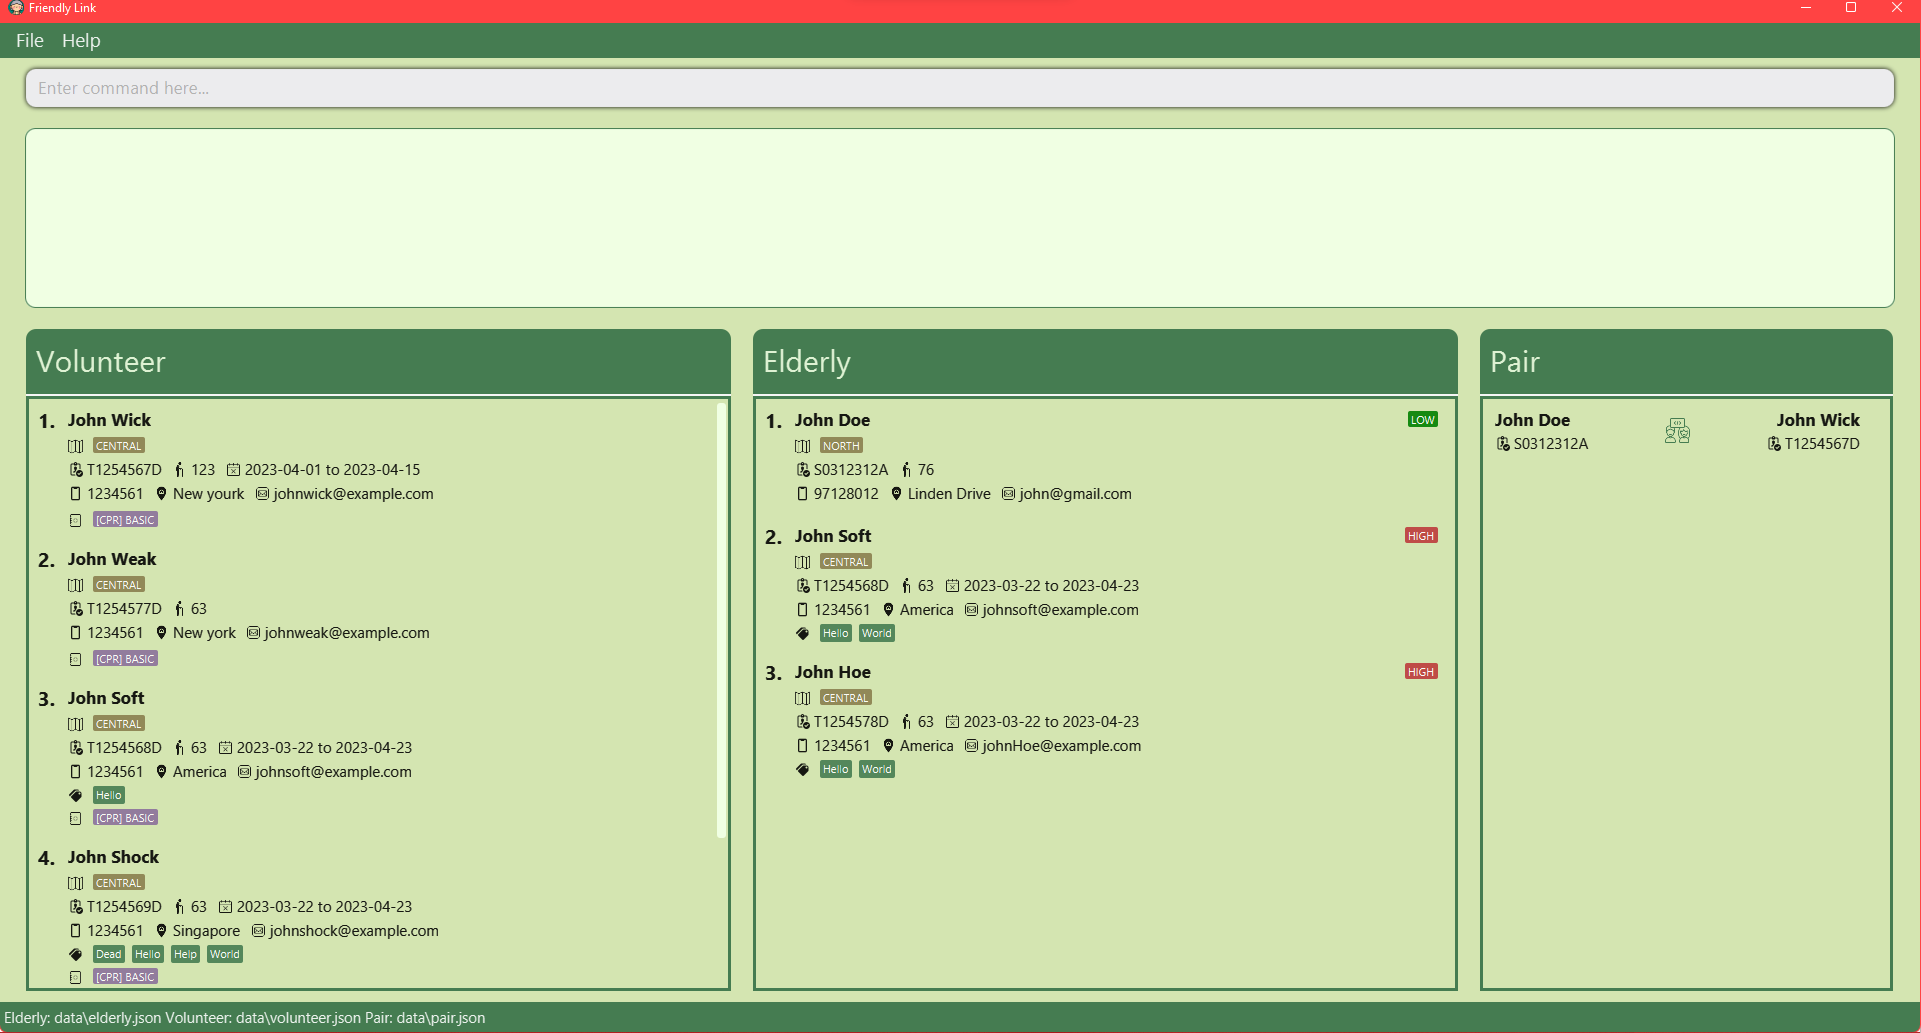 Friendly Link
File Help
Enter command here...
Volunteer
1. John Wick
CENTRAL
T1254567D 123 2023-04-01 to 2023-04-15
1234561 New yourk johnwick@example.com
[CPR] BASIC
2. John Weak
CENTRAL
T1254577D 63
1234561 New york johnweak@example.com
[CPR] BASIC
3. John Soft
CENTRAL
T1254568D 63 2023-03-22 to 2023-04-23
1234561 America johnsoft@example.com
Hello
[CPR] BASIC
4. John Shock
CENTRAL
T1254569D 63 2023-03-22 to 2023-04-23
1234561 Singapore johnshock@example.com
Dead Hello Help World
[CPR] BASIC
Elderly
1. John Doe LOW
NORTH
S0312312A 76
97128012 Linden Drive john@gmail.com
2. John Soft HIGH
CENTRAL
T1254568D 63 2023-03-22 to 2023-04-23
1234561 America johnsoft@example.com
Hello World
3. John Hoe HIGH
CENTRAL
T1254578D 63 2023-03-22 to 2023-04-23
1234561 America johnHoe@example.com
Hello World
Pair
John Doe John Wick
S0312312A T1254567D
Elderly: data\elderly.json Volunteer: data\volunteer.json Pair: data\pair.json